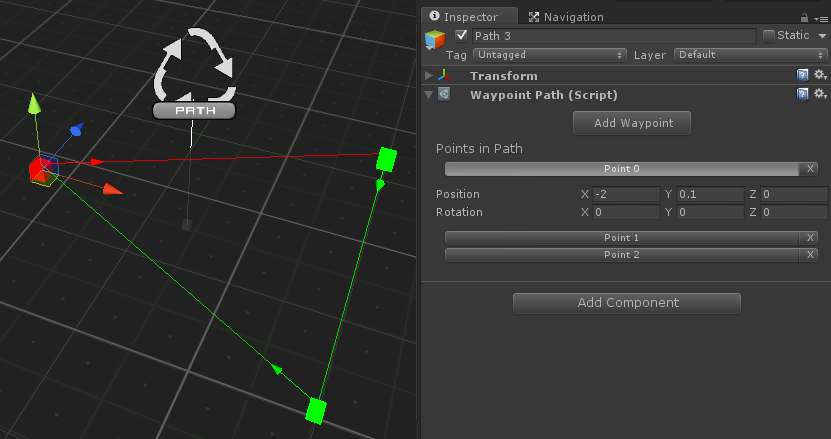 Inspector Navigation
PATH
Path 3 Static
Tag Untagged Layer Default
Transform
Waypoint Path (Script)
Add Waypoint
Points in Path
Point 0 X
Position X -2 Y 0.1 Z 0
Rotation X 0 Y 0 Z 0
Point 1 X
Point 2 X
Add Component